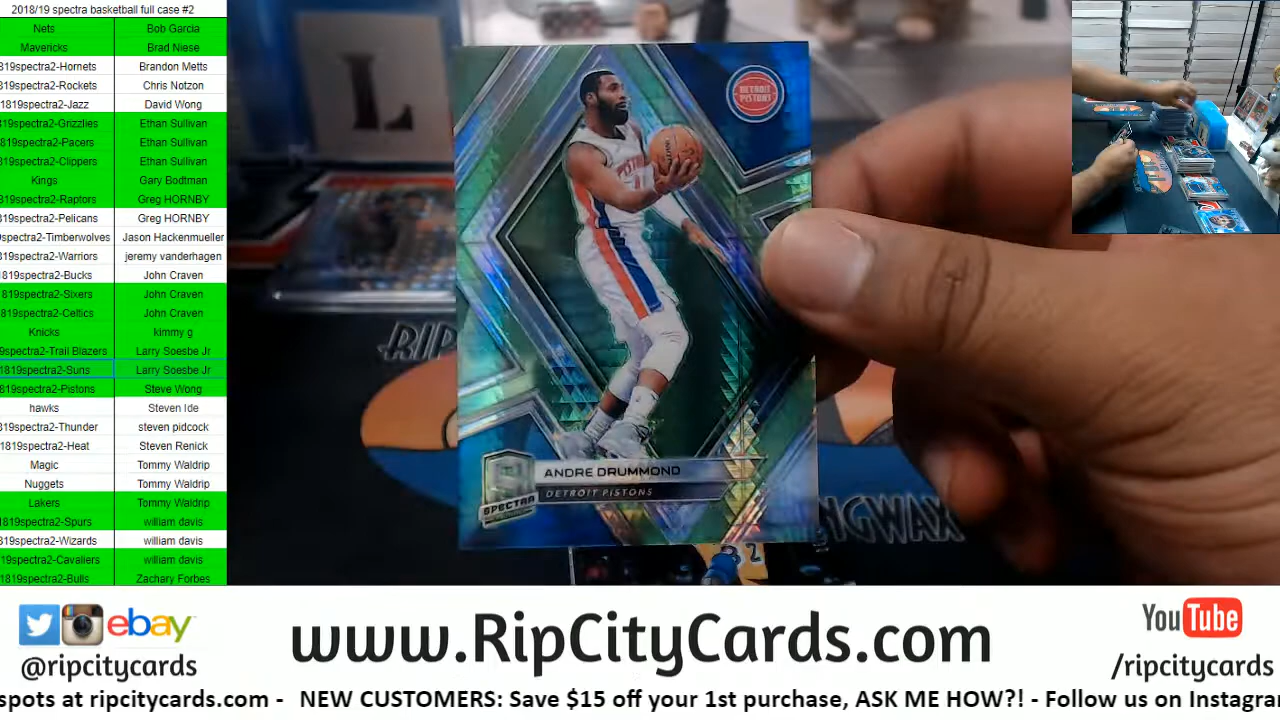 2018/19 spectra basketball full case #2
Nets Bob Garcia
Mavericks Brad Niese
819spectra2-Hornets Brandon Metts
819spectra2-Rockets Chris Notzon
1819spectra2-Jazz David Wong
819spectra2-Grizzlies Ethan Sullivan
819spectra2-Pacers Ethan Sullivan
819spectra2-Clippers Ethan Sullivan
Kings Gary Bodtman
819spectra2-Raptors Greg HORNBY
819spectra2-Pelicans Greg HORNBY
9spectra2-Timberwolves Jason Hackenmueller
819spectra2-Warriors jeremy vanderhagen
819spectra2-Bucks John Craven
1819spectra2-Sixers John Craven
819spectra2-Celtics John Craven
Knicks kimmy g
9spectra2-Trail Blazers Larry Soesbe Jr
1819spectra2-Suns Larry Soesbe Jr
819spectra2-Pistons Steve Wong
hawks Steven Ide
819spectra2-Thunder steven pidcock
1819spectra2-Heat Steven Renick
Magic Tommy Waldrip
Nuggets Tommy Waldrip
Lakers Tommy Waldrip
1819spectra2-Spurs william davis
819spectra2-Wizards william davis
819spectra2-Cavaliers william davis
1819spectra2-Bulls Zachary Forbes
L
DETROIT
PISTONS
ANDRE DRUMMOND
DETROIT PISTONS
SPECTRA
RIP
NGWAX
2
ebay
@ripcitycards
www.RipCityCards.com
YouTube
/ripcitycards
spots at ripcitycards.com - NEW CUSTOMERS: Save $15 off your 1st purchase, ASK ME HOW?! - Follow us on Instagra